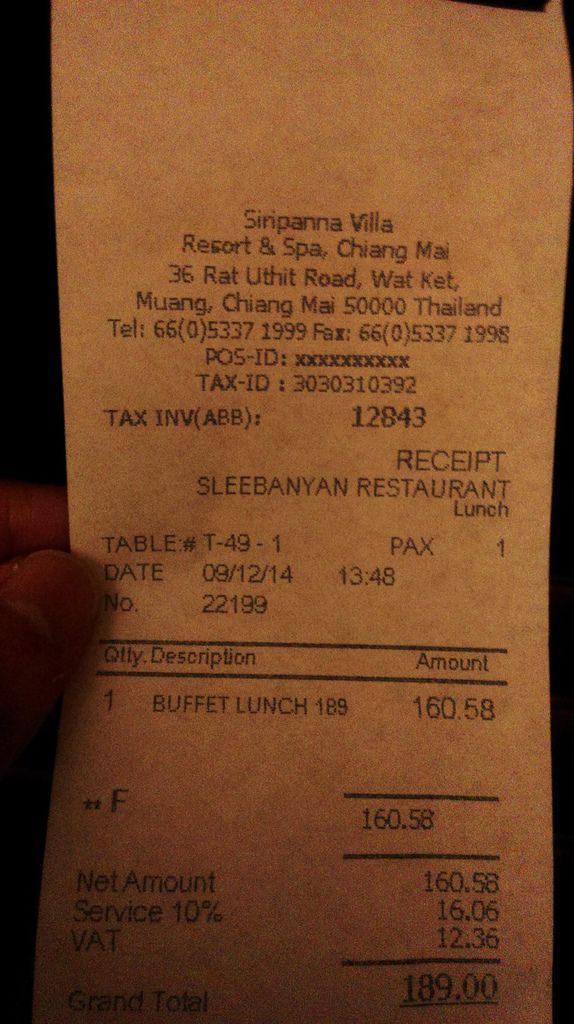 Siripanna Villa
Resort & Spa, Chiang Mai
36 Rat Uthit Road, Wat Ket,
Muang, Chiang Mai 50000 Thailand
Tel: 66(0)5337 1999 Fax: 66(0)5337 1998
POS-ID: xxxxxxxxxx
TAX-ID : 3030310392
TAX INV(ABB): 12843
RECEIPT
SLEEBANYAN RESTAURANT
Lunch
TABLE:# T-49 - 1 PAX 1
DATE 09/12/14 13:48
No. 22199
Qtty. Description Amount
1 BUFFET LUNCH 189 160.58
** F
160.58
Net Amount 160.58
Service 10% 16.06
VAT 12.36
Grand Total 189.00